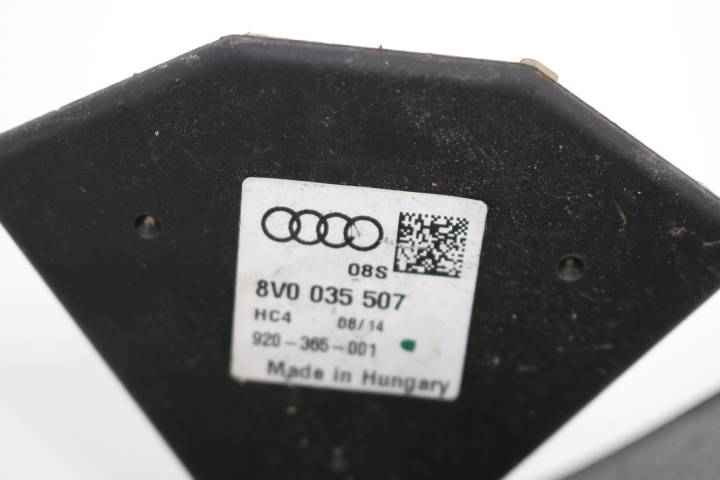 08S
8V0 035 507
HC4 08/14
920-365-001
Made in Hungary